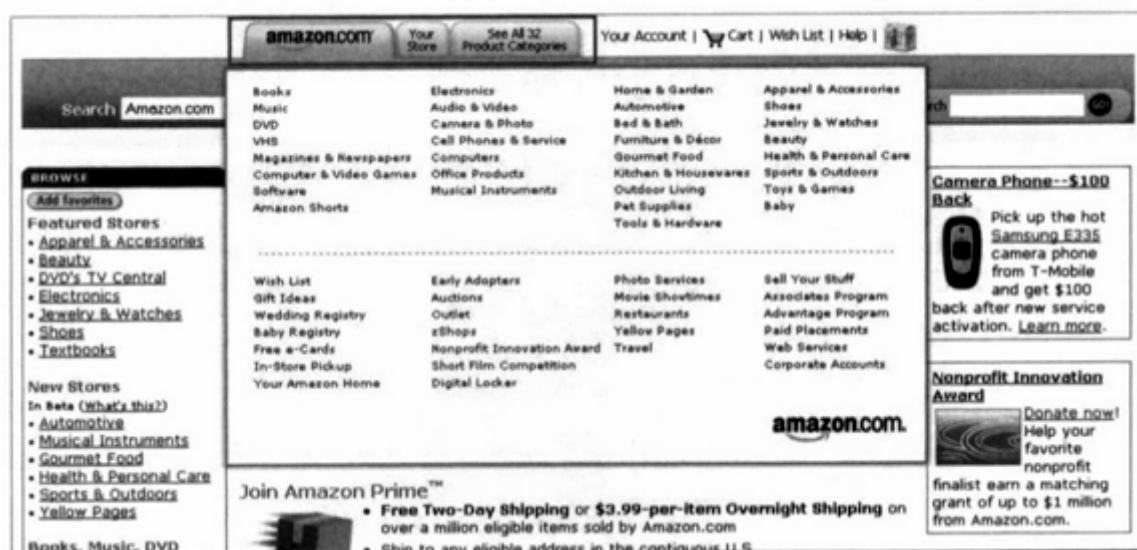 amazon.com
Your Store
See All 32 Product Categories
Your Account | Cart | Wish List | Help |
Search Amazon.com
GO!
Books
Music
DVD
VHS
Magazines & Newspapers
Computer & Video Games
Software
Amazon Shorts
Electronics
Audio & Video
Camera & Photo
Cell Phones & Service
Computers
Office Products
Musical Instruments
Home & Garden
Automotive
Bed & Bath
Furniture & Décor
Gourmet Food
Kitchen & Housewares
Outdoor Living
Pet Supplies
Tools & Hardware
Apparel & Accessories
Shoes
Jewelry & Watches
Beauty
Health & Personal Care
Sports & Outdoors
Toys & Games
Baby
Wish List
Gift Ideas
Wedding Registry
Baby Registry
Free e-Cards
In-Store Pickup
Your Amazon Home
Early Adopters
Auctions
Outlet
zShops
Nonprofit Innovation Award
Short Film Competition
Digital Locker
Photo Services
Movie Showtimes
Restaurants
Yellow Pages
Travel
Sell Your Stuff
Associates Program
Advantage Program
Paid Placements
Web Services
Corporate Accounts
amazon.com.
BROWSE
Add favorites
Featured Stores
• Apparel & Accessories
• Beauty
• DVD's TV Central
• Electronics
• Jewelry & Watches
• Shoes
• Textbooks
New Stores
In Beta (What's this?)
• Automotive
• Musical Instruments
• Gourmet Food
• Health & Personal Care
• Sports & Outdoors
• Yellow Pages
Books, Music, DVD
Join Amazon Prime™
• Free Two-Day Shipping or $3.99-per-item Overnight Shipping on
over a million eligible items sold by Amazon.com
• Ship to any eligible address in the contiguous U.S.
Camera Phone--$100
Back
Pick up the hot
Samsung E335
camera phone
from T-Mobile
and get $100
back after new service
activation. Learn more.
Nonprofit Innovation
Award
Donate now!
Help your
favorite
nonprofit
finalist earn a matching
grant of up to $1 million
from Amazon.com.